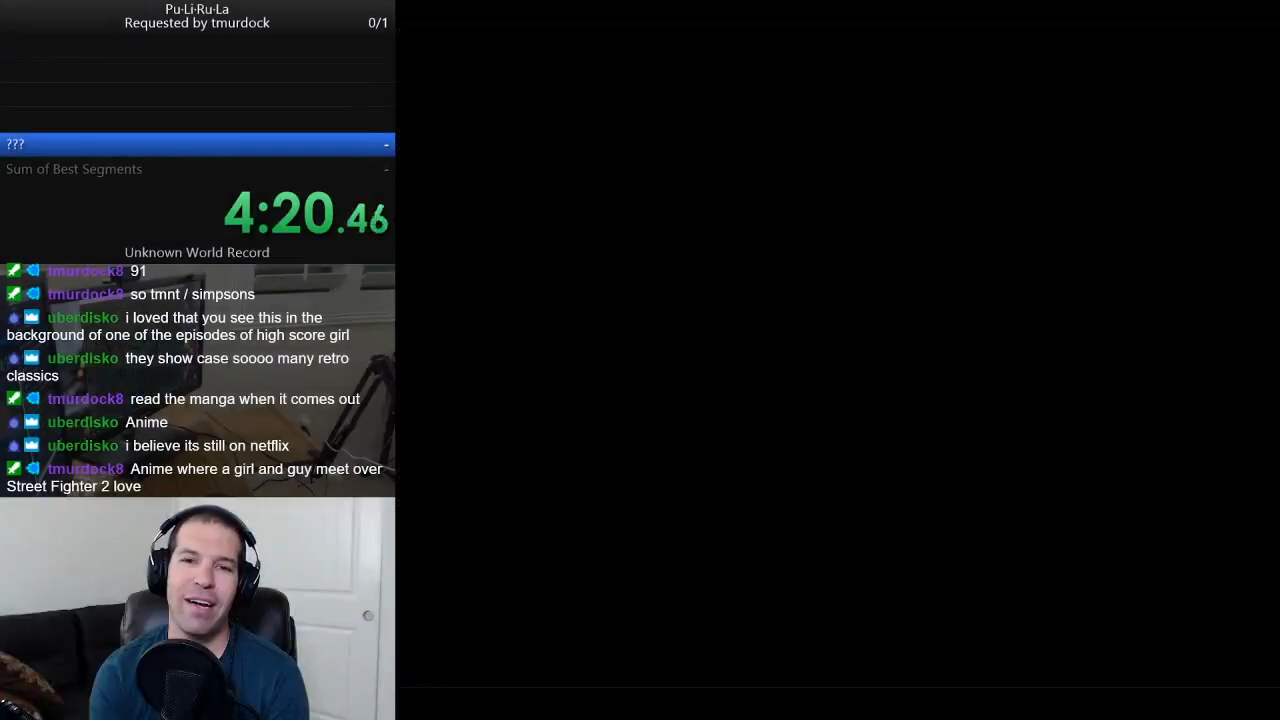 Pu·Li·Ru·La
Requested by tmurdock 0/1
??? -
Sum of Best Segments -
4:20.46
Unknown World Record
tmurdock8 91
tmurdock8 so tmnt / simpsons
uberdisko i loved that you see this in the
background of one of the episodes of high score girl
uberdisko they show case soooo many retro
classics
tmurdock8 read the manga when it comes out
uberdisko Anime
uberdisko i believe its still on netflix
tmurdock8 Anime where a girl and guy meet over
Street Fighter 2 love